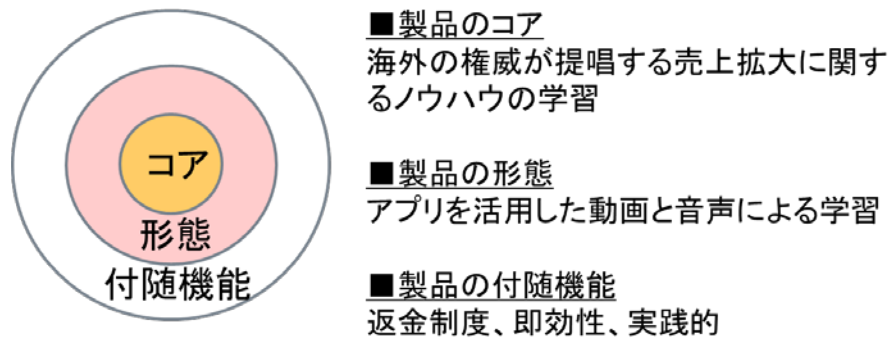 コア
形態
付随機能
■製品のコア
海外の権威が提唱する売上拡大に関す
るノウハウの学習
■製品の形態
アプリを活用した動画と音声による学習
■製品の付随機能
返金制度、即効性、実践的